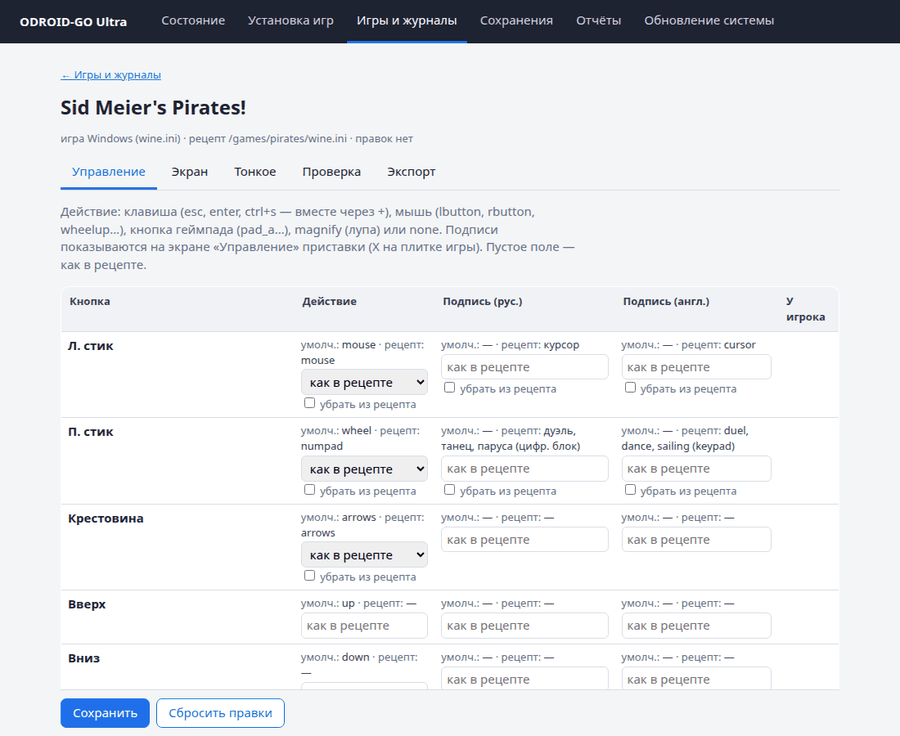 ODROID-GO Ultra Состояние Установка игр Игры и журналы Сохранения Отчёты Обновление системы
← Игры и журналы
Sid Meier's Pirates!
игра Windows (wine.ini) · рецепт /games/pirates/wine.ini · правок нет
Управление Экран Тонкое Проверка Экспорт
Действие: клавиша (esc, enter, ctrl+s — вместе через +), мышь (lbutton, rbutton,
wheelup...), кнопка геймпада (pad_a...), magnify (лупа) или none. Подписи
показываются на экране «Управление» приставки (X на плитке игры). Пустое поле —
как в рецепте.
Кнопка Действие Подпись (рус.) Подпись (англ.) У
игрока
Л. стик умолч.: mouse · рецепт: умолч.: — · рецепт: курсор умолч.: — · рецепт: cursor
mouse
как в рецепте как в рецепте как в рецепте
убрать из рецепта убрать из рецепта убрать из рецепта
П. стик умолч.: wheel · рецепт: умолч.: — · рецепт: дуэль, умолч.: — · рецепт: duel,
numpad танец, паруса (цифр. блок) dance, sailing (keypad)
как в рецепте как в рецепте как в рецепте
убрать из рецепта убрать из рецепта убрать из рецепта
Крестовина умолч.: arrows · рецепт: умолч.: — · рецепт: — умолч.: — · рецепт: —
arrows
как в рецепте как в рецепте как в рецепте
убрать из рецепта
Вверх умолч.: up · рецепт: — умолч.: — · рецепт: — умолч.: — · рецепт: —
как в рецепте как в рецепте как в рецепте
Вниз умолч.: down · рецепт: умолч.: — · рецепт: — умолч.: — · рецепт: —
—
как в рецепте как в рецепте
Сохранить Сбросить правки